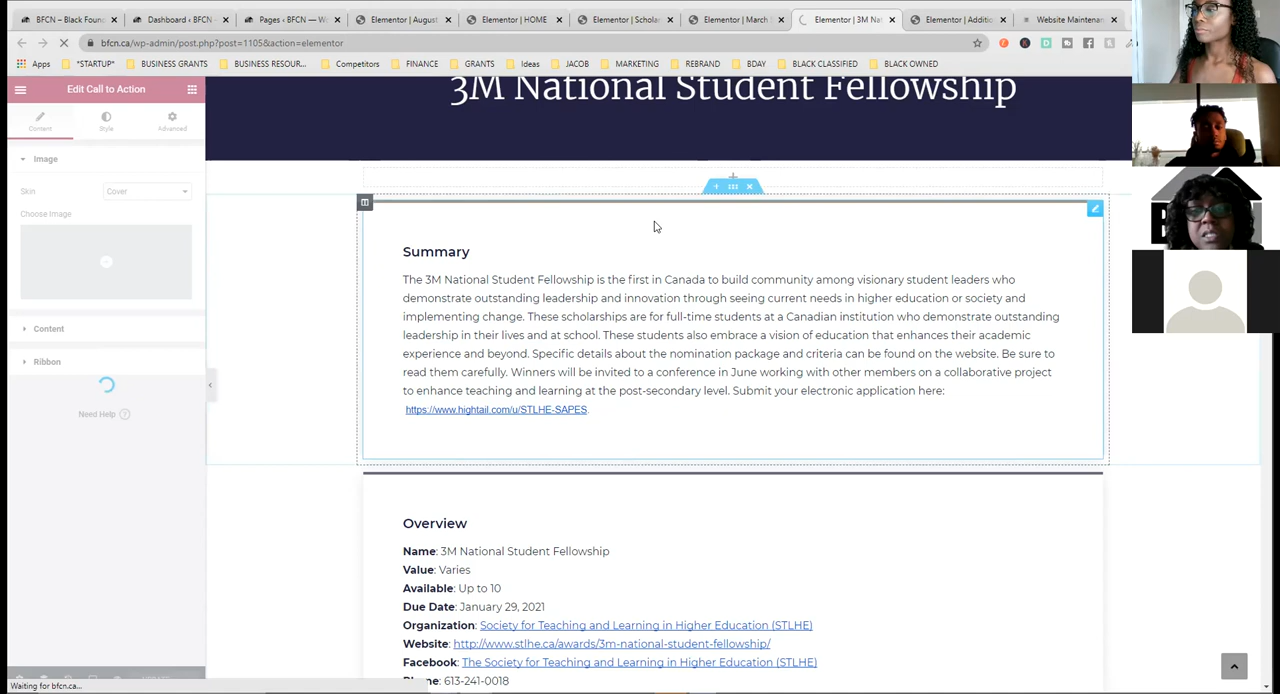 BFCN – Black Found
Dashboard ‹ BFCN –
Pages ‹ BFCN — Wo
Elementor | Augus
Elementor | HOME
Elementor | Schola
Elementor | March
Elementor | 3M Na
Elementor | Additio
Website Maintenan
bfcn.ca/wp-admin/post.php?post=1105&action=elementor
Apps
*STARTUP*
BUSINESS GRANTS
BUSINESS RESOUR...
Competitors
FINANCE
GRANTS
Ideas
JACOB
MARKETING
REBRAND
BDAY
BLACK CLASSIFIED
BLACK OWNED
Edit Call to Action
Content
Style
Advanced
Image
Skin
Cover
Choose Image
Content
Ribbon
Need Help
Waiting for bfcn.ca...
3M National Student Fellowship
Summary
The 3M National Student Fellowship is the first in Canada to build community among visionary student leaders who
demonstrate outstanding leadership and innovation through seeing current needs in higher education or society and
implementing change. These scholarships are for full-time students at a Canadian institution who demonstrate outstanding
leadership in their lives and at school. These students also embrace a vision of education that enhances their academic
experience and beyond. Specific details about the nomination package and criteria can be found on the website. Be sure to
read them carefully. Winners will be invited to a conference in June working with other members on a collaborative project
to enhance teaching and learning at the post-secondary level. Submit your electronic application here:
https://www.hightail.com/u/STLHE-SAPES.
Overview
Name: 3M National Student Fellowship
Value: Varies
Available: Up to 10
Due Date: January 29, 2021
Organization: Society for Teaching and Learning in Higher Education (STLHE)
Website: http://www.stlhe.ca/awards/3m-national-student-fellowship/
Facebook: The Society for Teaching and Learning in Higher Education (STLHE)
Phone: 613-241-0018